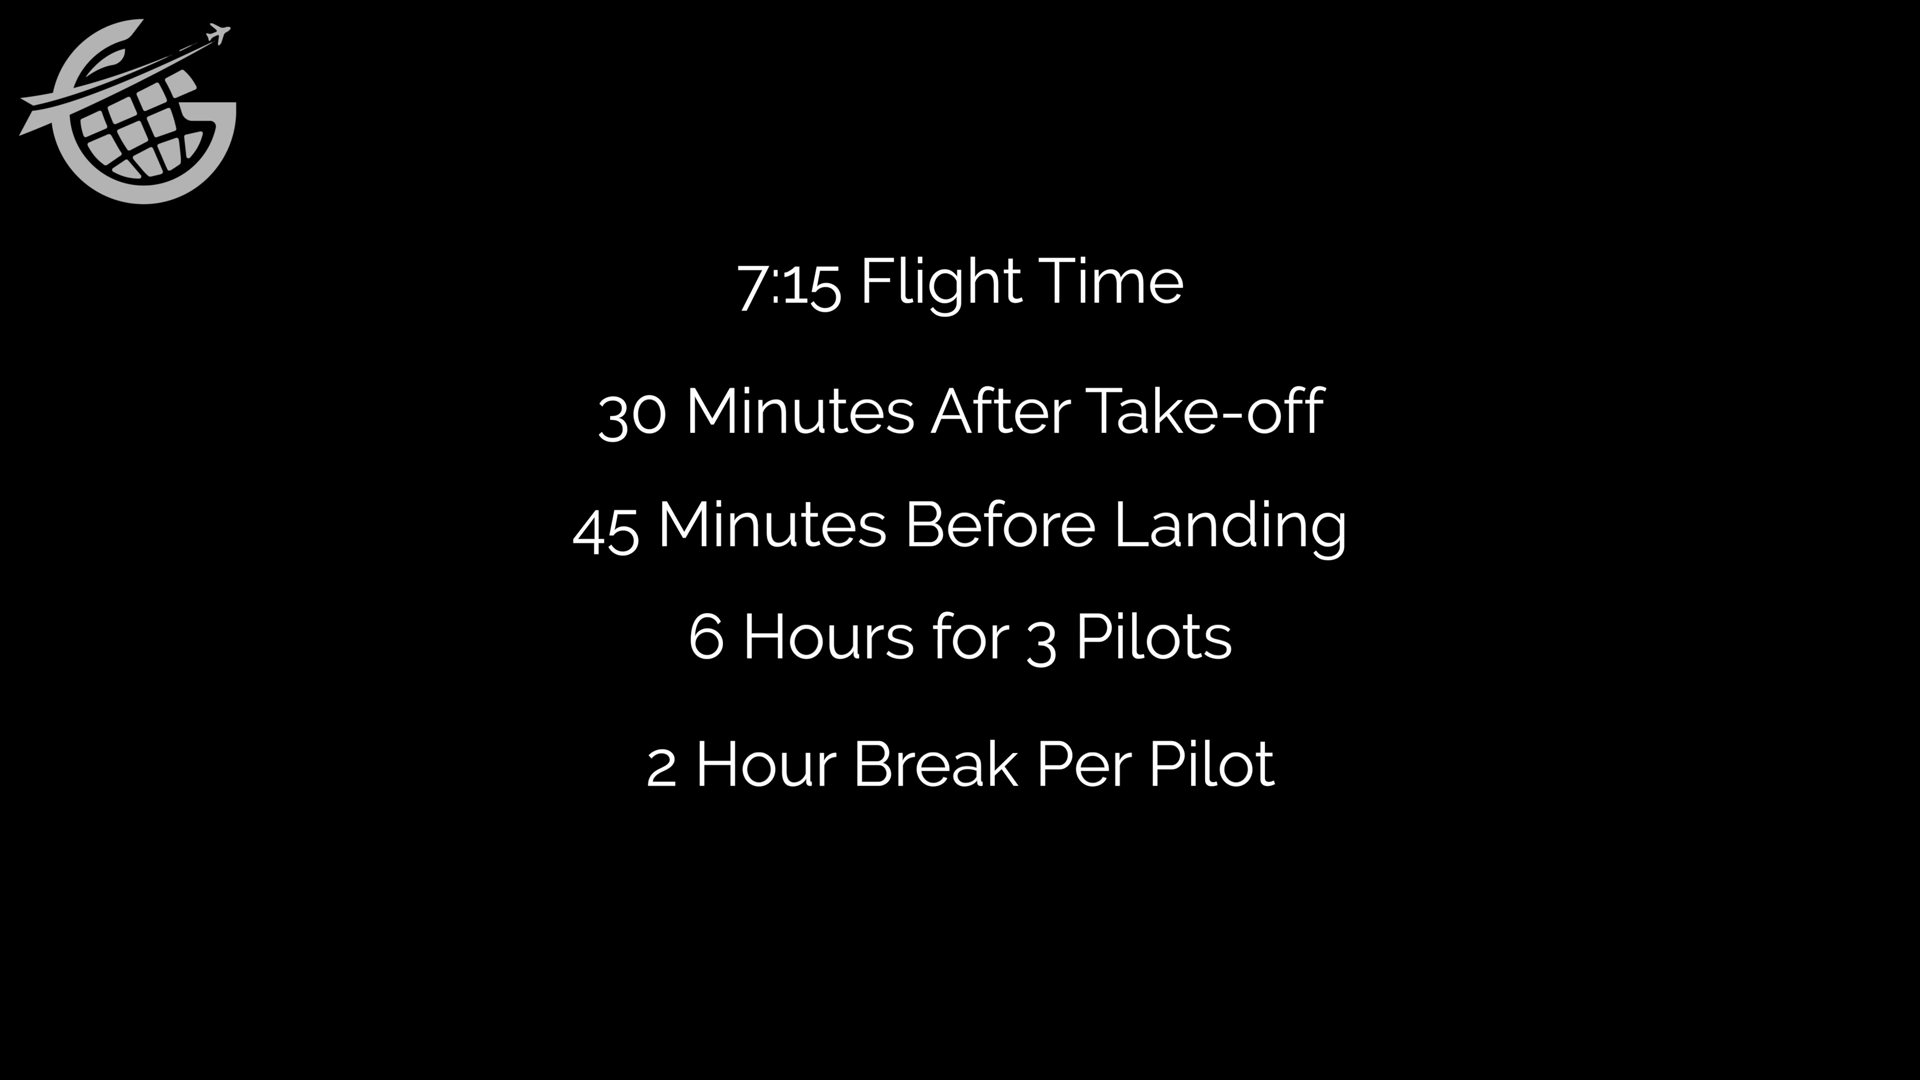 7:15 Flight Time
30 Minutes After Take-off
45 Minutes Before Landing
6 Hours for 3 Pilots
2 Hour Break Per Pilot